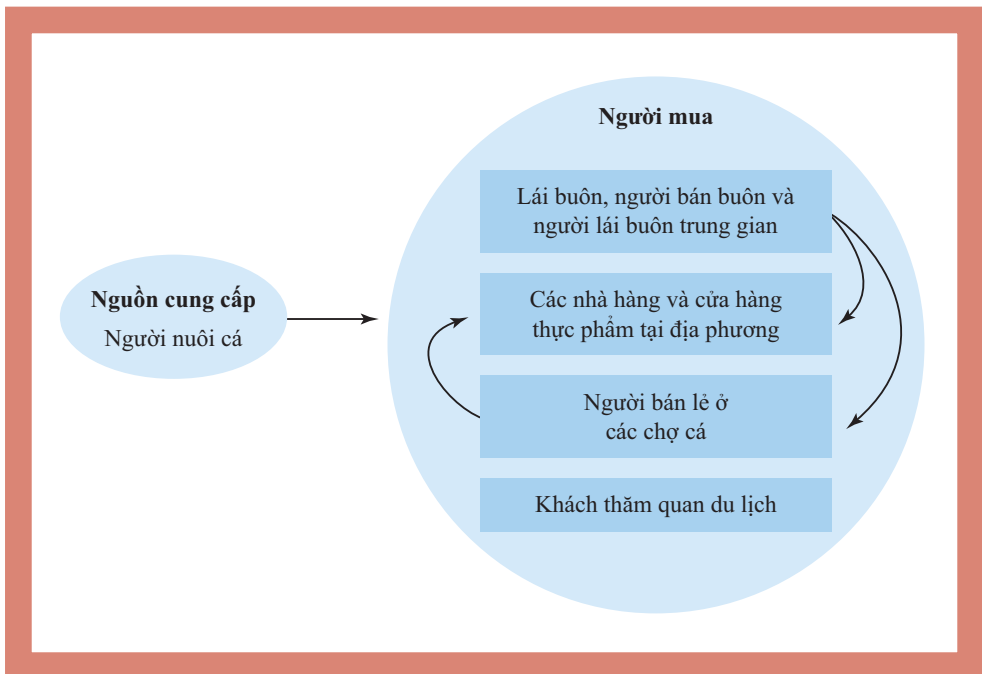 Người mua
Lái buôn, người bán buôn và
người lái buôn trung gian
Nguồn cung cấp
Người nuôi cá
Các nhà hàng và cửa hàng
thực phẩm tại địa phương
Người bán lẻ ở
các chợ cá
Khách thăm quan du lịch